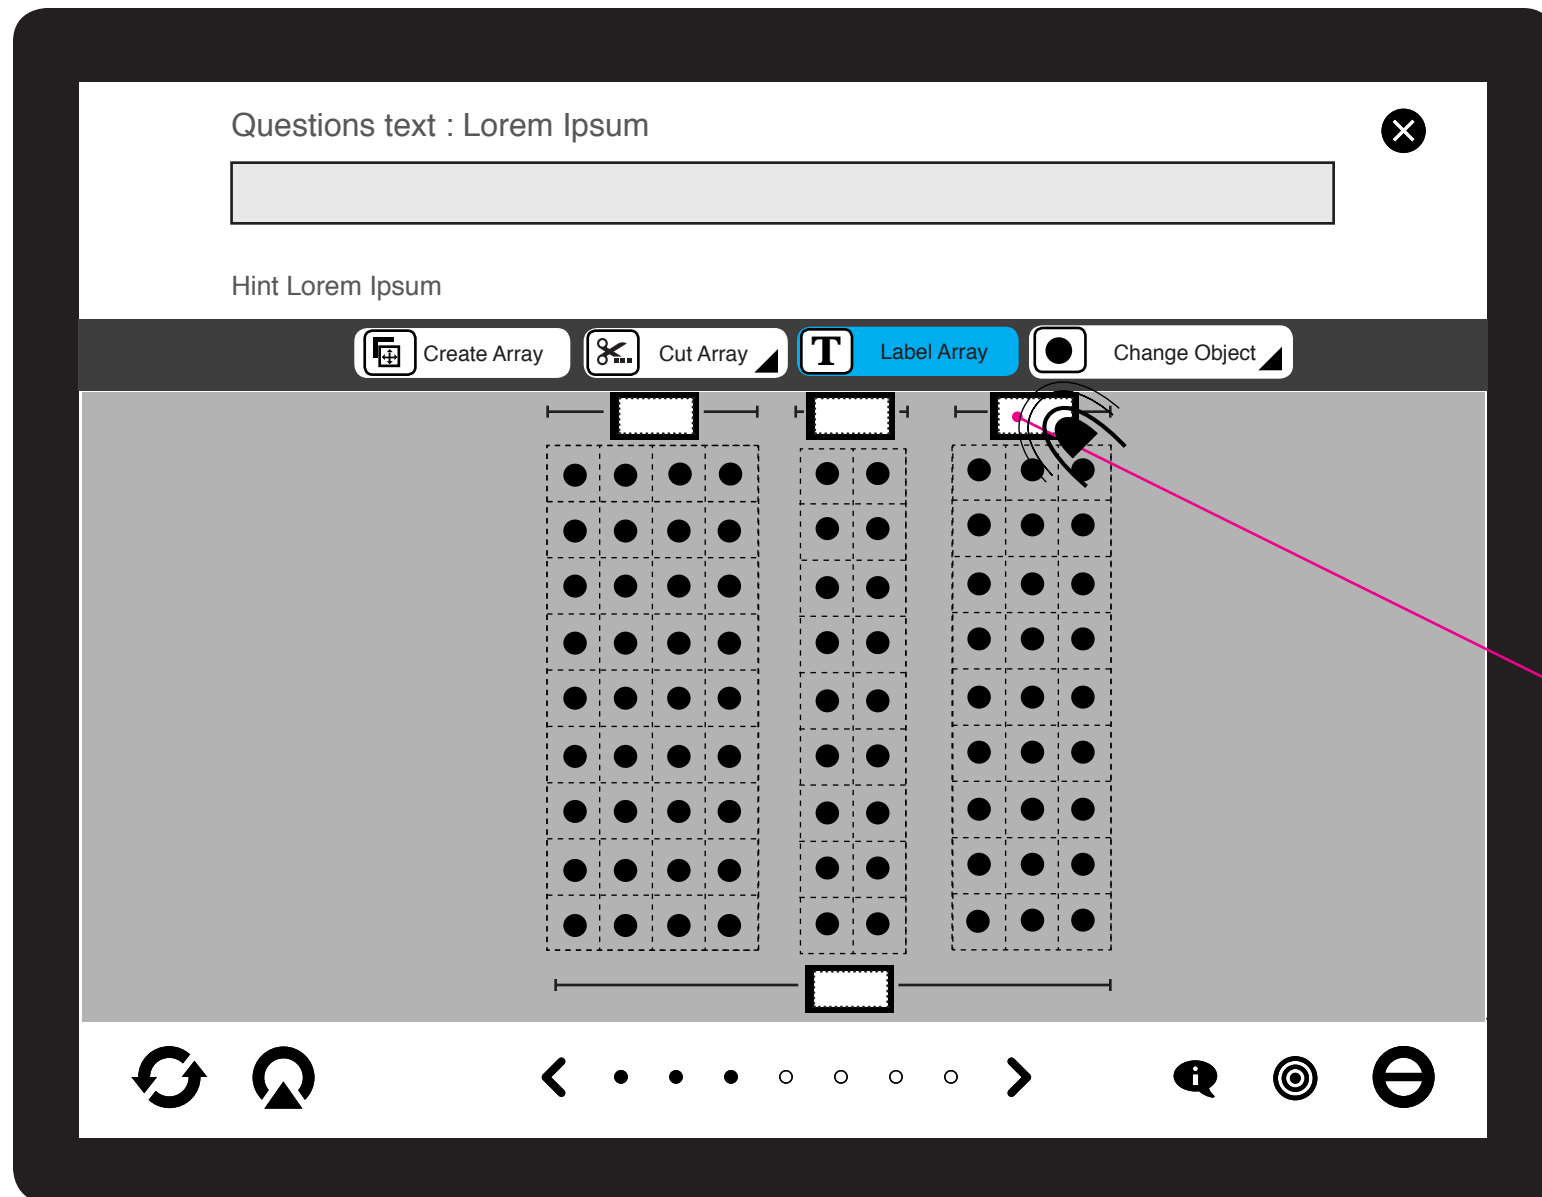 Questions text : Lorem Ipsum
Hint Lorem Ipsum
Create Array
Cut Array
T Label Array
Change Object
i